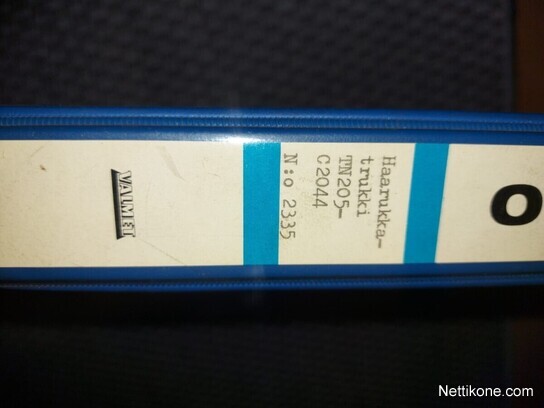 O
Haarukka-
trukki
TN205-
C2044
N:o 2335
VALMET
Nettikone.com